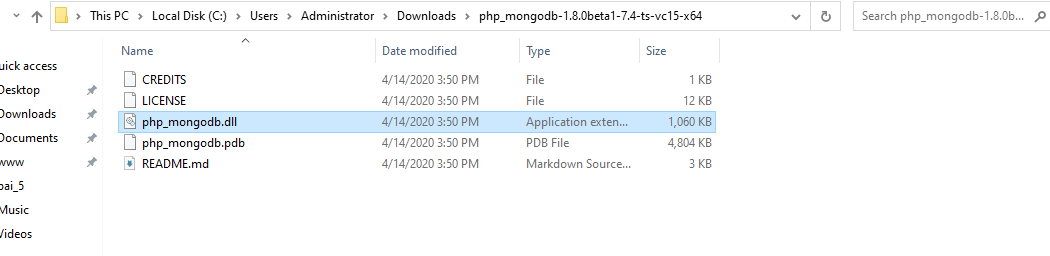 This PC > Local Disk (C:) > Users > Administrator > Downloads > php_mongodb-1.8.0beta1-7.4-ts-vc15-x64
Search php_mongodb-1.8.0b...
Name Date modified Type Size
uick access
Desktop
Downloads
Documents
www
bai_5
Music
Videos
CREDITS 4/14/2020 3:50 PM File 1 KB
LICENSE 4/14/2020 3:50 PM File 12 KB
php_mongodb.dll 4/14/2020 3:50 PM Application exten... 1,060 KB
php_mongodb.pdb 4/14/2020 3:50 PM PDB File 4,804 KB
README.md 4/14/2020 3:50 PM Markdown Source... 3 KB